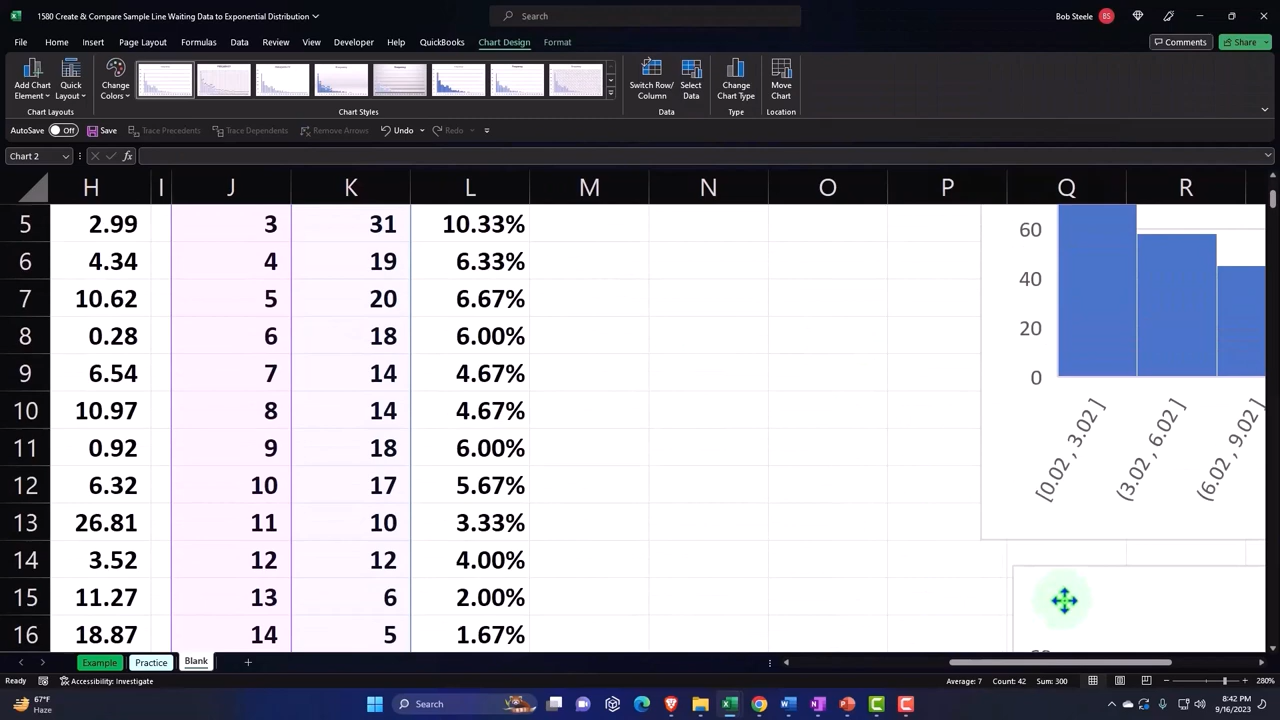 1580 Create & Compare Sample Line Waiting Data to Exponential Distribution
Search
Bob Steele
BS
File Home Insert Page Layout Formulas Data Review View Developer Help QuickBooks Chart Design Format
Comments
Share
Add Chart Element
Quick Layout
Change Colors
Switch Row/ Column
Select Data
Change Chart Type
Move Chart
Chart Layouts
Chart Styles
Data
Type
Location
AutoSave Off Save Trace Precedents Trace Dependents Remove Arrows Undo Redo
Chart 2 fx
H I J K L M N O P Q R
5 2.99 3 31 10.33%
6 4.34 4 19 6.33%
7 10.62 5 20 6.67%
8 0.28 6 18 6.00%
9 6.54 7 14 4.67%
10 10.97 8 14 4.67%
11 0.92 9 18 6.00%
12 6.32 10 17 5.67%
13 26.81 11 10 3.33%
14 3.52 12 12 4.00%
15 11.27 13 6 2.00%
16 18.87 14 5 1.67%
60
40
20
0
[0.02 , 3.02 ]
(3.02 , 6.02 ]
(6.02 , 9.02 ]
Example Practice Blank
Ready Accessibility: Investigate Average: 7 Count: 42 Sum: 300 280%
67°F
Haze
Search
8:42 PM
9/16/2023